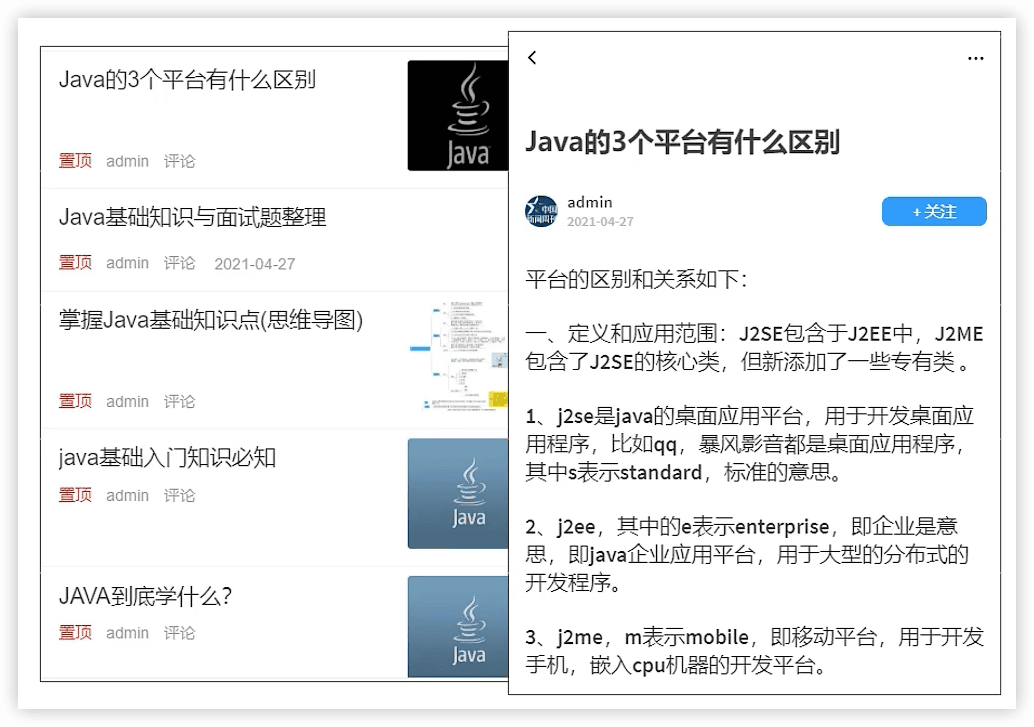 Java的3个平台有什么区别
置顶 admin 评论
Java
Java基础知识与面试题整理
置顶 admin 评论 2021-04-27
掌握Java基础知识点(思维导图)
置顶 admin 评论
java基础入门知识必知
置顶 admin 评论
Java
JAVA到底学什么?
置顶 admin 评论
Java
Java的3个平台有什么区别
中国
新闻周刊
admin
2021-04-27
+ 关注
平台的区别和关系如下：
一、定义和应用范围：J2SE包含于J2EE中，J2ME
包含了J2SE的核心类，但新添加了一些专有类 。
1、j2se是java的桌面应用平台，用于开发桌面应
用程序，比如qq，暴风影音都是桌面应用程序，
其中s表示standard，标准的意思。
2、j2ee，其中的e表示enterprise，即企业是意
思，即java企业应用平台，用于大型的分布式的
开发程序。
3、j2me，m表示mobile，即移动平台，用于开发
手机，嵌入cpu机器的开发平台。